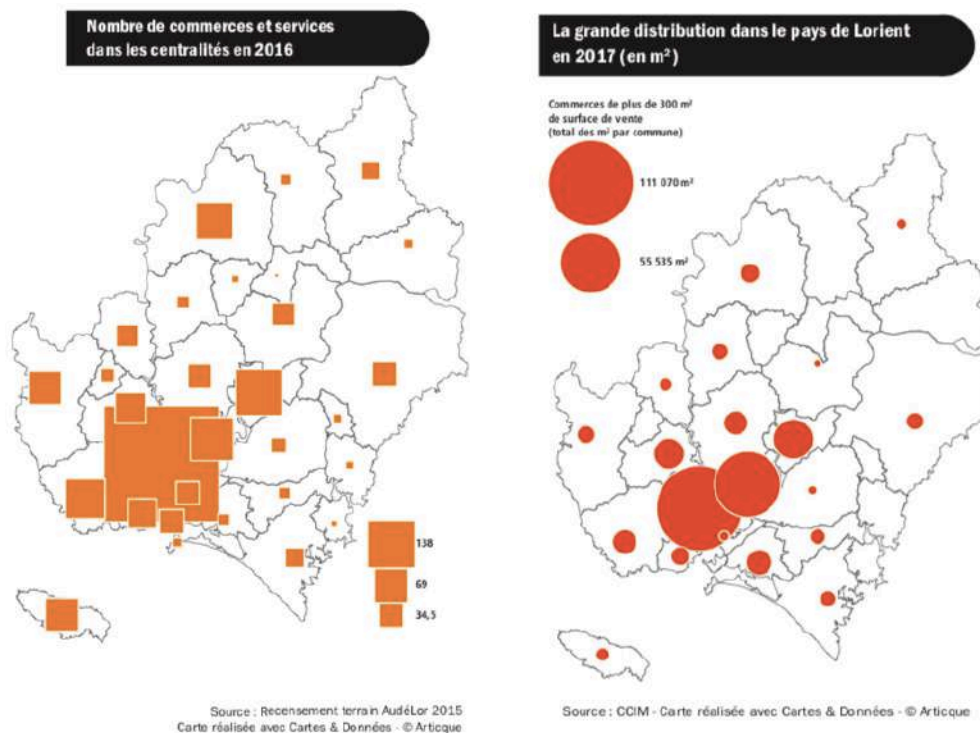 Nombre de commerces et services
dans les centralités en 2016
138
69
34,5
Source : Recensement terrain AudéLor 2015
Carte réalisée avec Cartes & Données - © Articque
La grande distribution dans le pays de Lorient
en 2017 (en m²)
Commerces de plus de 300 m²
de surface de vente
(total des m² par commune)
111 070 m²
55 535 m²
Source : CCIM - Carte réalisée avec Cartes & Données - © Articque